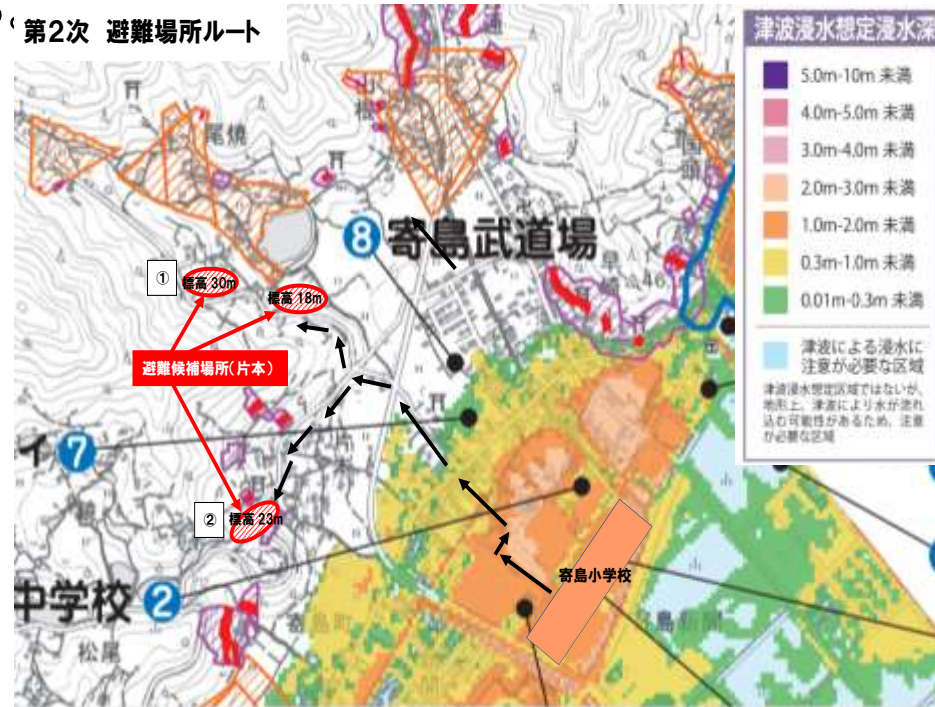 第2次 避難場所ルート
津波浸水想定浸水深
5.0m-10m 未満
4.0m-5.0m 未満
3.0m-4.0m 未満
2.0m-3.0m 未満
1.0m-2.0m 未満
0.3m-1.0m 未満
0.01m-0.3m 未満
津波による浸水に
注意が必要な区域
津波浸水想定区域ではないが、
地形上、津波により水が流れ
込む可能性があるため、注意
が必要な区域
尾焼
国頭
8 寄島武道場
早崎
46
① 標高 30m
標高 18m
避難候補場所(片本)
イ 7
② 標高 23m
中学校 2
寄島小学校
寄島町
松尾